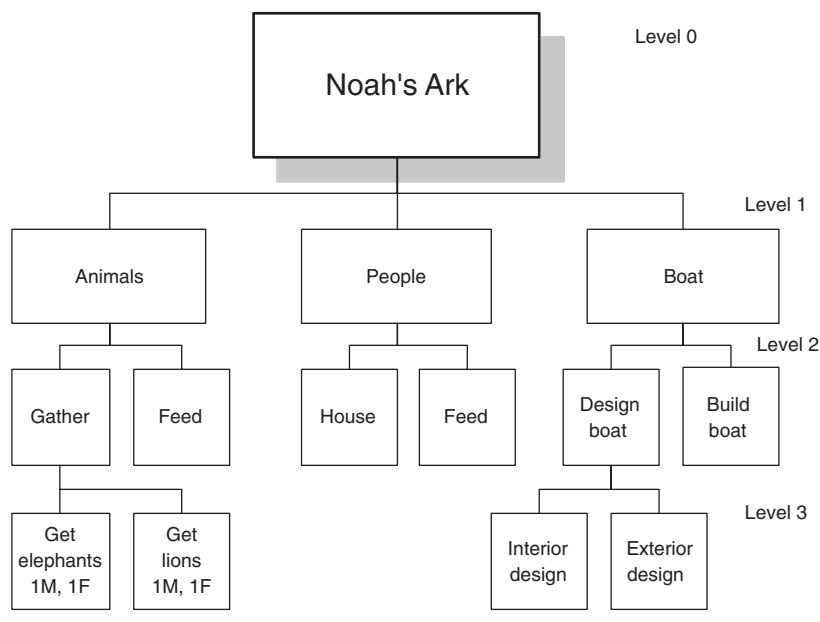 Level 0
Noah's Ark
Level 1
Animals
People
Boat
Level 2
Gather
Feed
House
Feed
Design
boat
Build
boat
Level 3
Get
elephants
1M, 1F
Get
lions
1M, 1F
Interior
design
Exterior
design